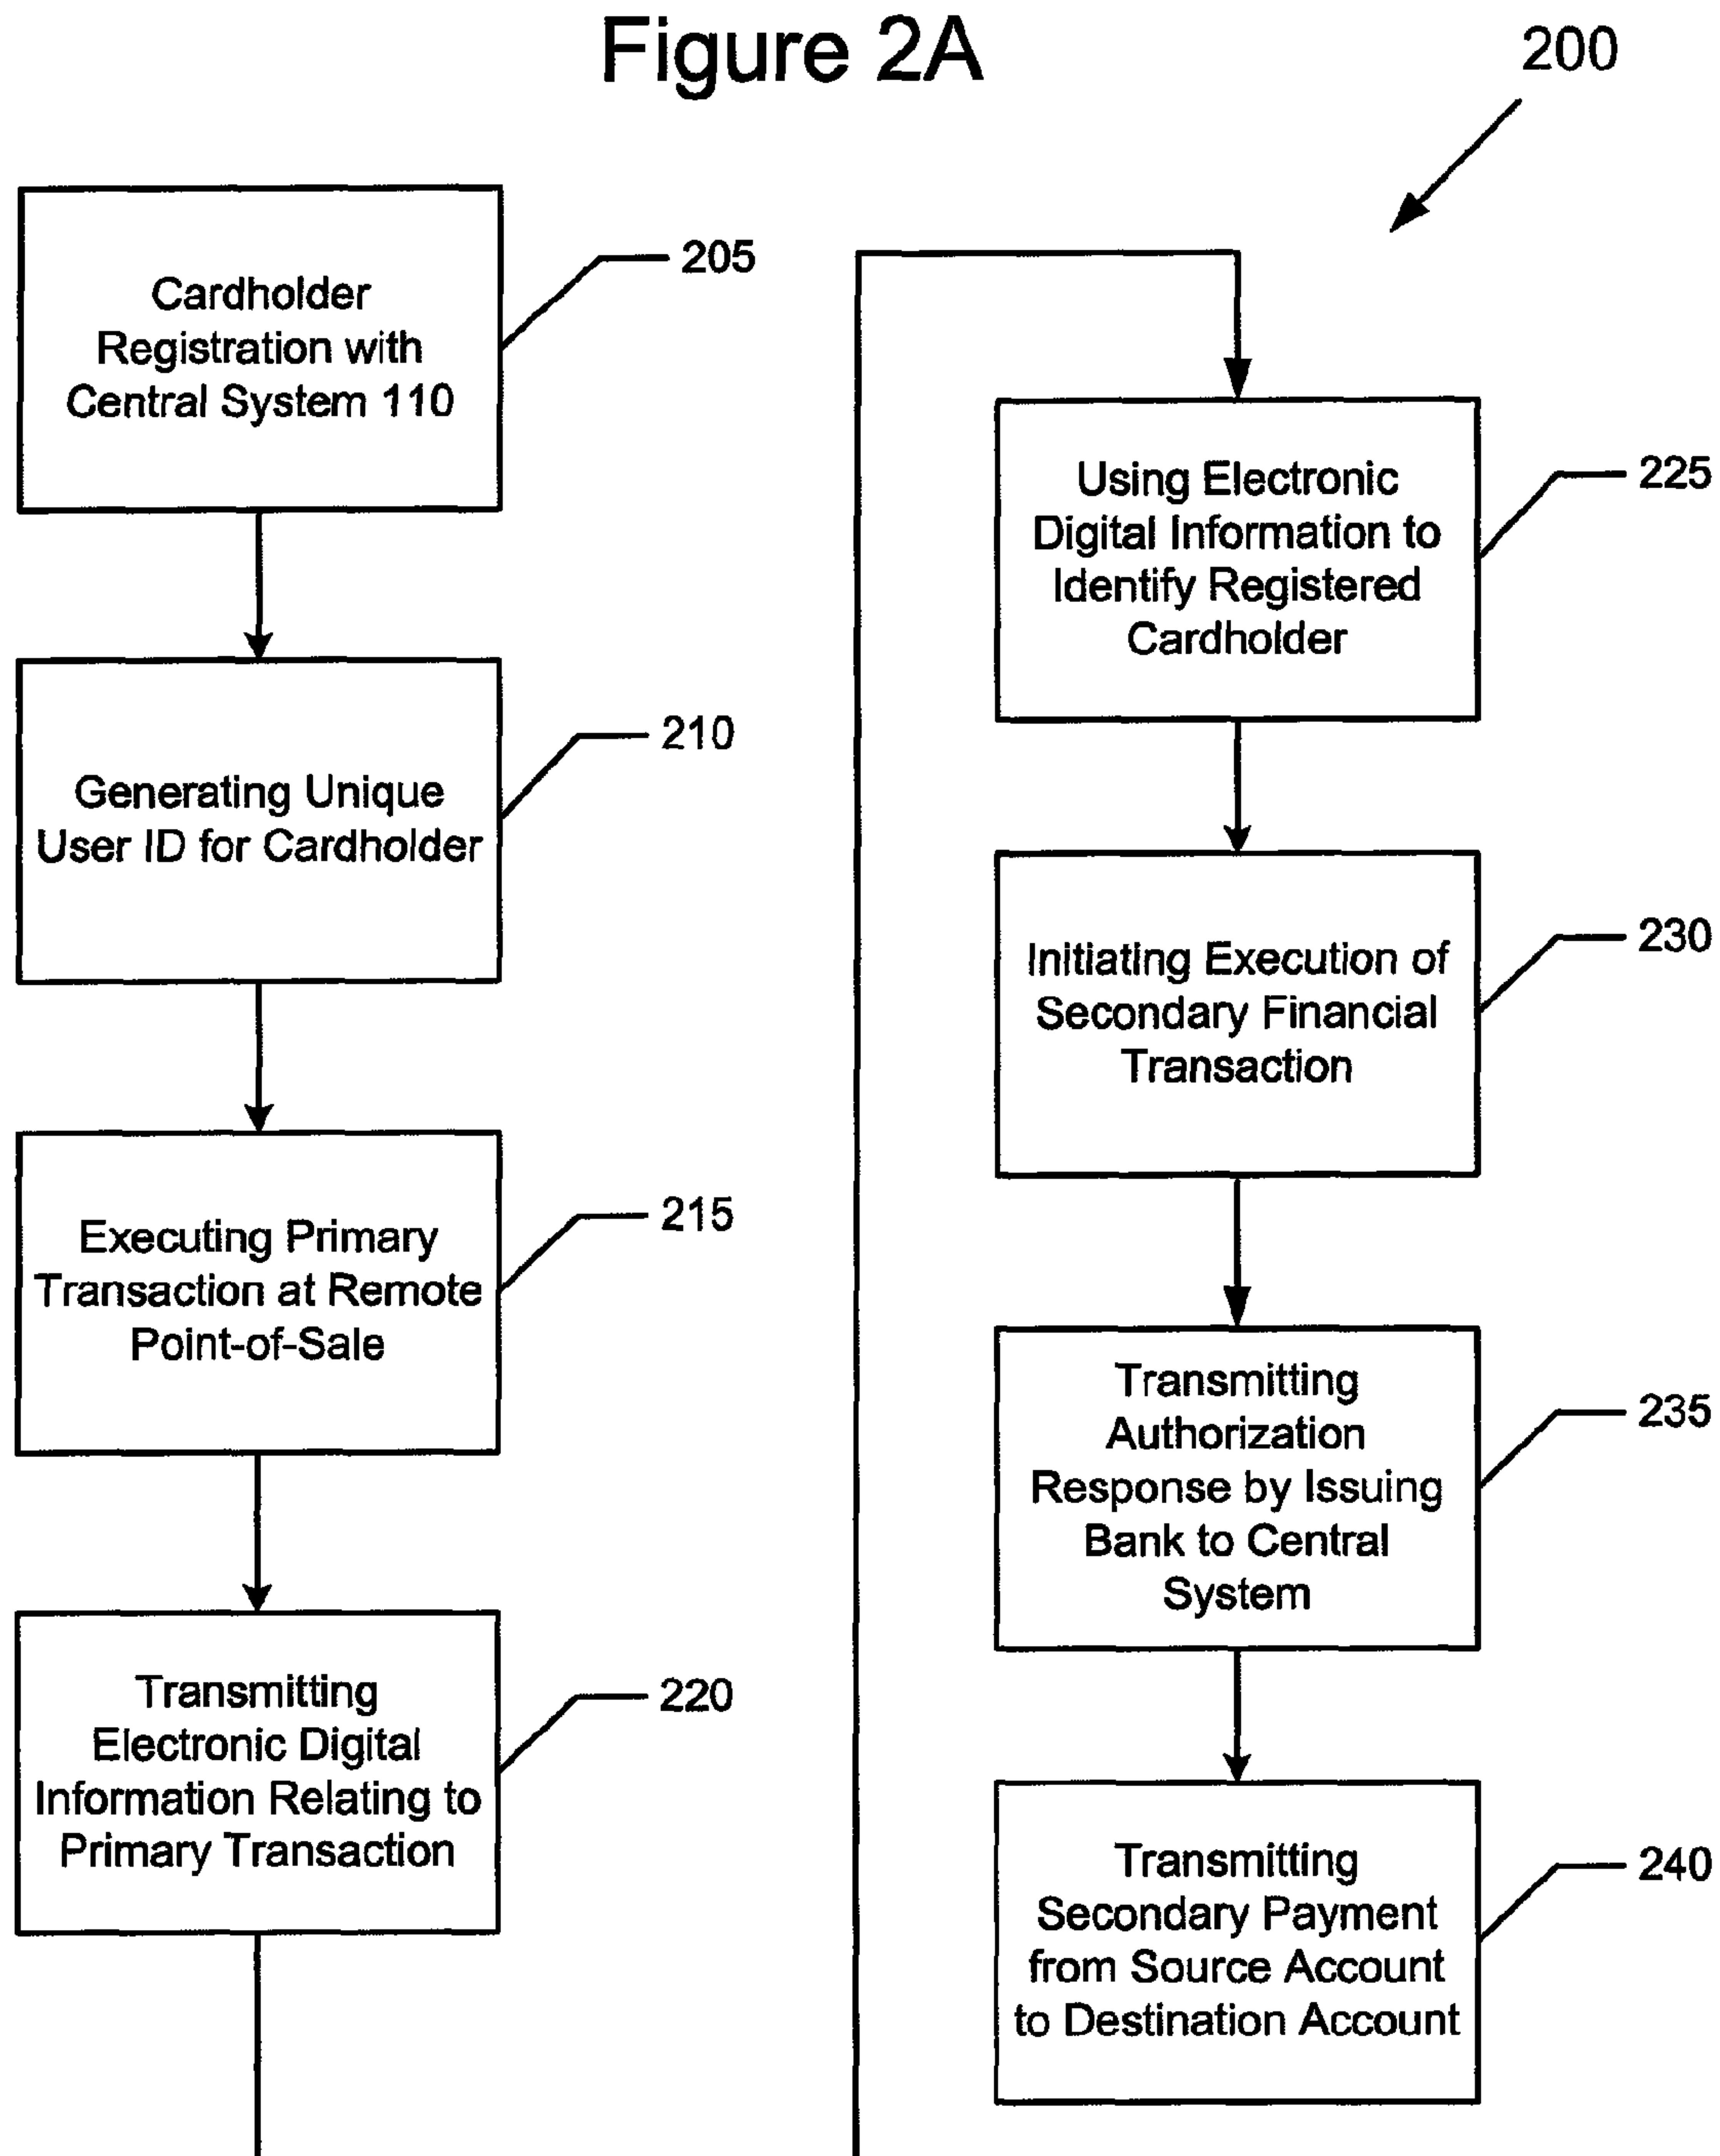 Figure 2A
200
Cardholder
Registration with
Central System 110
205
Generating Unique
User ID for Cardholder
210
Executing Primary
Transaction at Remote
Point-of-Sale
215
Transmitting
Electronic Digital
Information Relating to
Primary Transaction
220
Using Electronic
Digital Information to
Identify Registered
Cardholder
225
Initiating Execution of
Secondary Financial
Transaction
230
Transmitting
Authorization
Response by Issuing
Bank to Central
System
235
Transmitting
Secondary Payment
from Source Account
to Destination Account
240